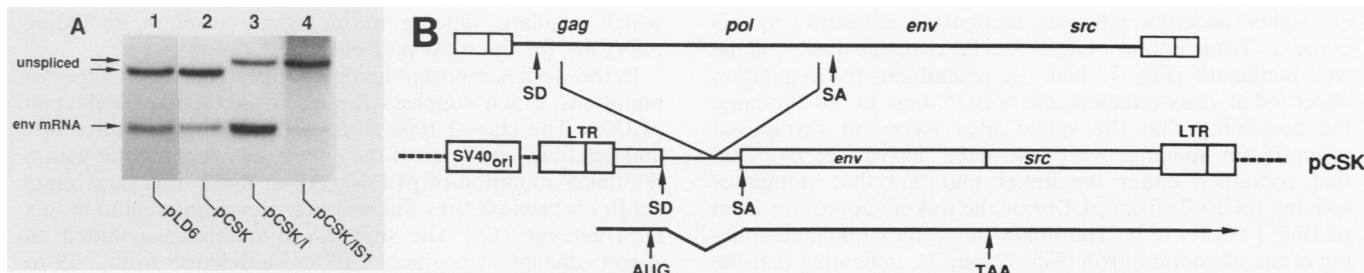 A
1 2 3 4
unspliced
env mRNA
pLDs
pCSK
pCSK/I
pCSK/IS1
B
gag pol env src
SD SA
LTR LTR
SV40ori env src pCSK
SD SA
AUG TAA